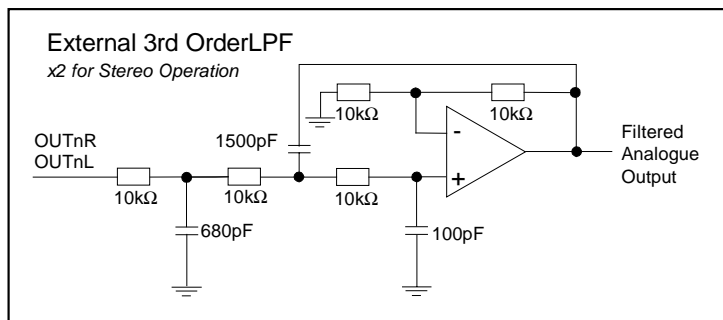 External 3rd OrderLPF
x2 for Stereo Operation
10kΩ
10kΩ
OUTnR
OUTnL
1500pF
-
+
Filtered
Analogue
Output
10kΩ
10kΩ
10kΩ
680pF
100pF